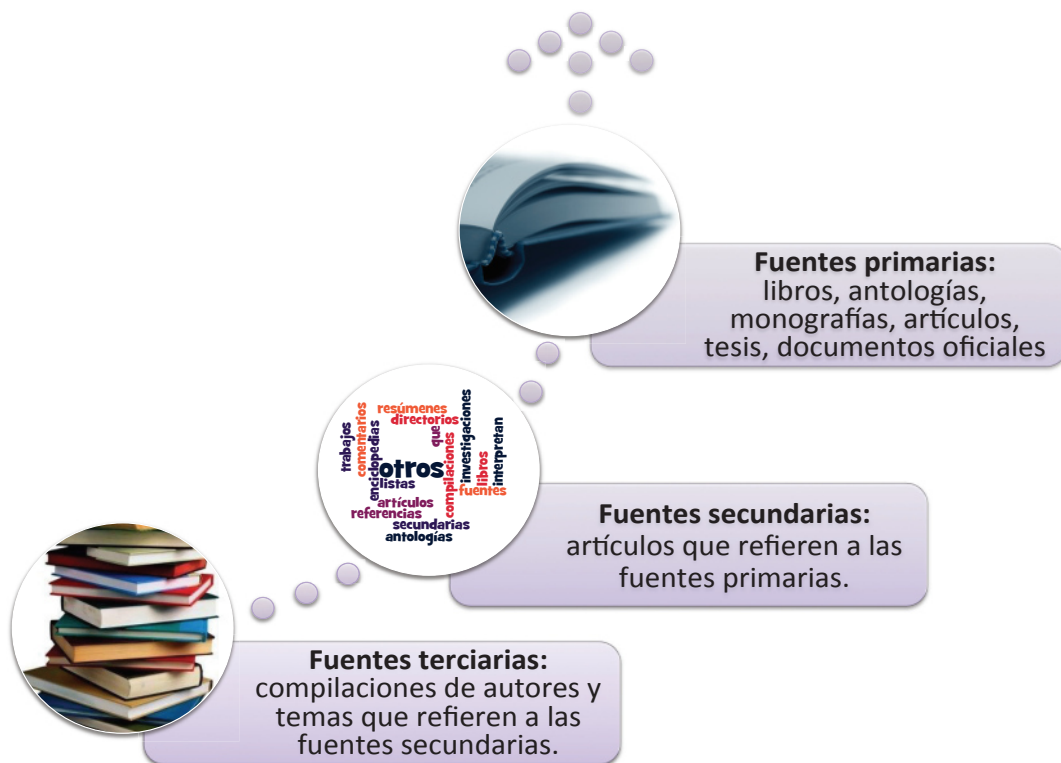 Fuentes primarias:
libros, antologías,
monografías, artículos,
tesis, documentos oficiales
resúmenes
directorios
trabajos
comentarios
enciclopedias
que
compilaciones
investigaciones
libros
interpretan
otros
listas
fuentes
artículos
referencias
secundarias
antologías
Fuentes secundarias:
artículos que refieren a las
fuentes primarias.
Fuentes terciarias:
compilaciones de autores y
temas que refieren a las
fuentes secundarias.